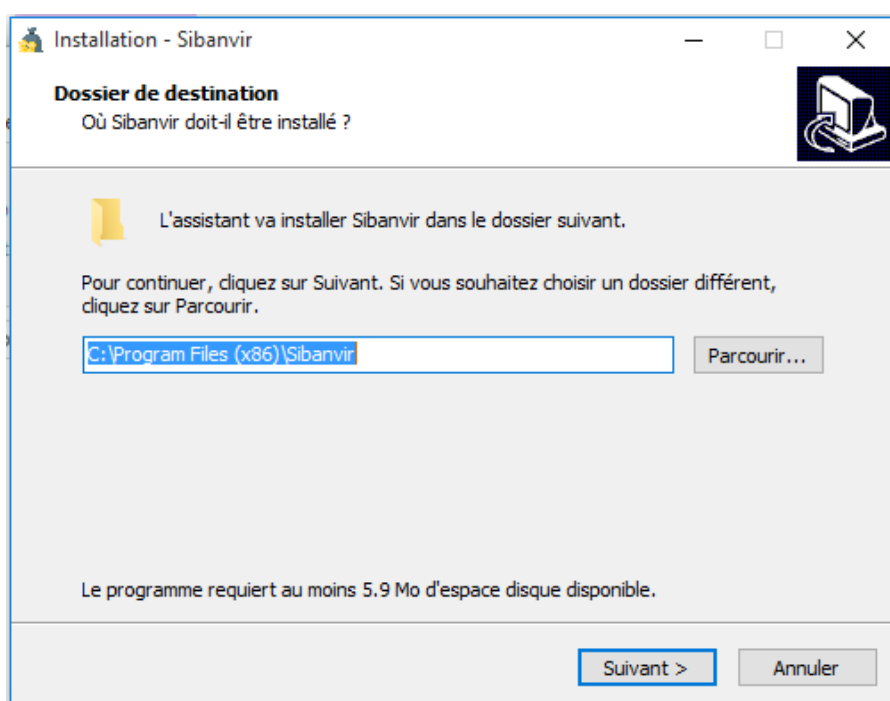 Installation - Sibanvir
Dossier de destination
Où Sibanvir doit-il être installé ?
L'assistant va installer Sibanvir dans le dossier suivant.
Pour continuer, cliquez sur Suivant. Si vous souhaitez choisir un dossier différent,
cliquez sur Parcourir.
C:\Program Files (x86)\Sibanvir
Parcourir...
Le programme requiert au moins 5.9 Mo d'espace disque disponible.
Suivant >
Annuler